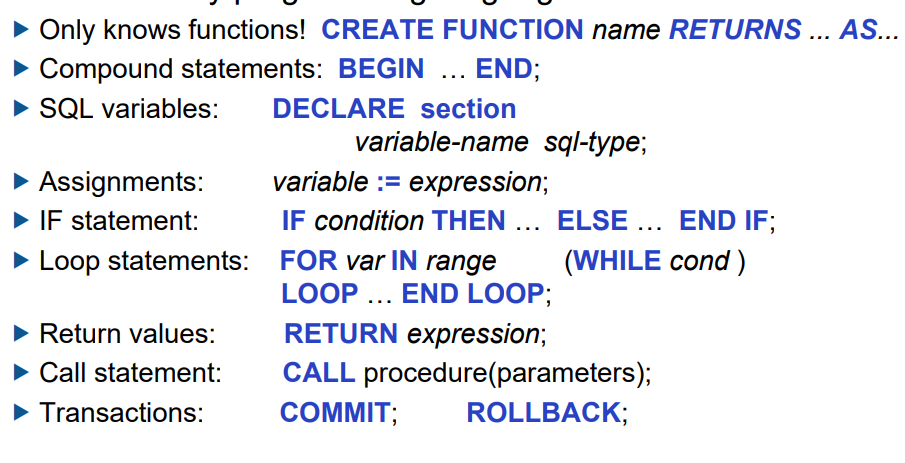 Only knows functions! CREATE FUNCTION name RETURNS ... AS...
Compound statements: BEGIN … END;
SQL variables: DECLARE section
variable-name sql-type;
Assignments: variable := expression;
IF statement: IF condition THEN … ELSE … END IF;
Loop statements: FOR var IN range (WHILE cond )
LOOP … END LOOP;
Return values: RETURN expression;
Call statement: CALL procedure(parameters);
Transactions: COMMIT; ROLLBACK;